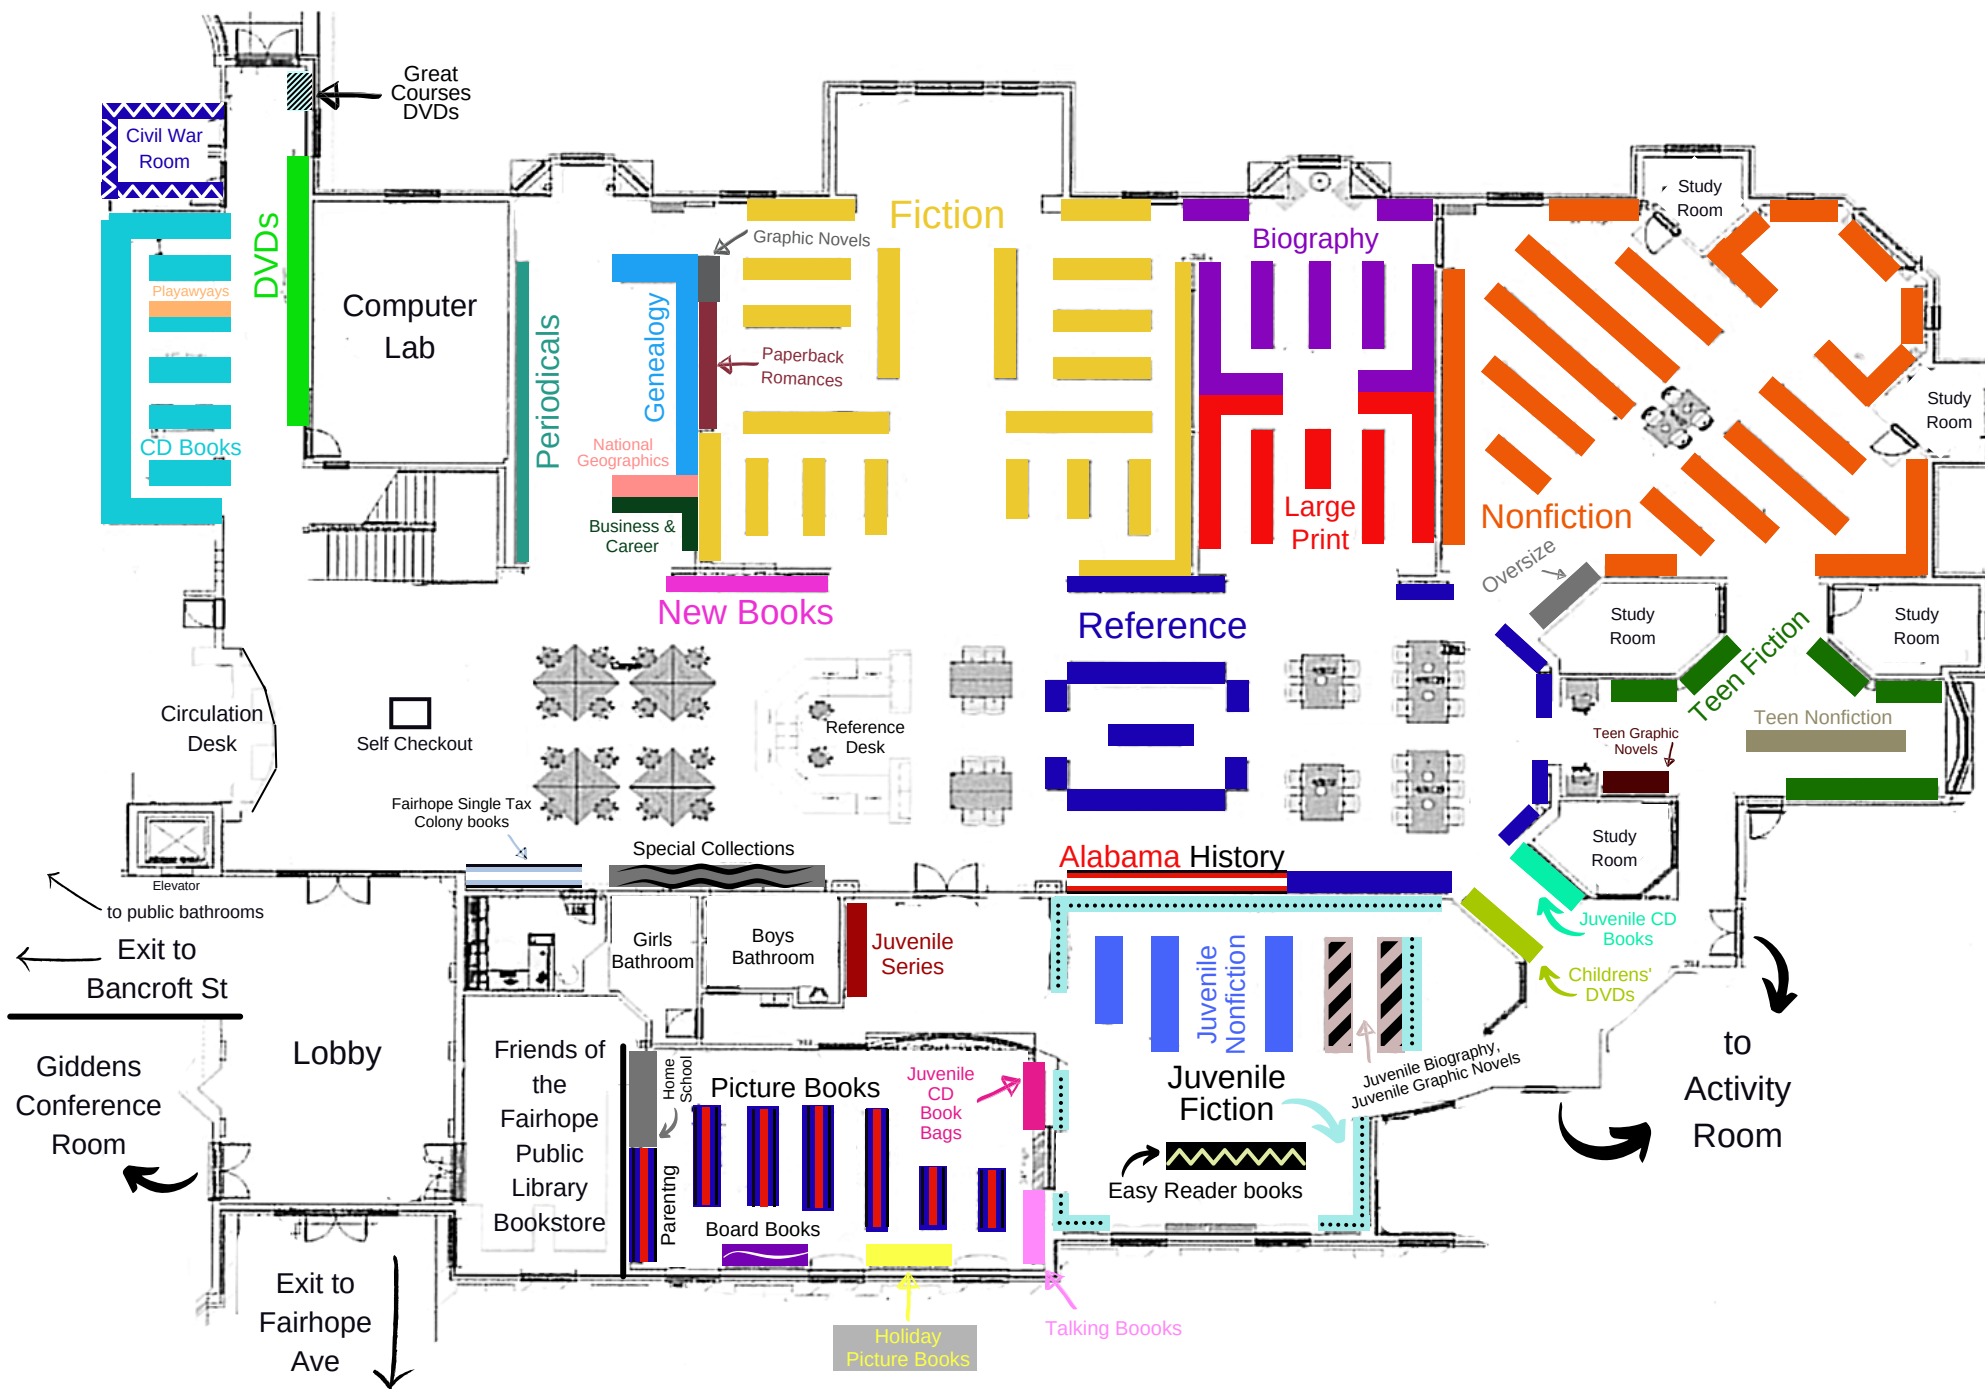 Great
Courses
DVDs
Civil War
Room
DVDs
Playawyays
CD Books
Computer
Lab
Periodicals
Genealogy
National
Geographics
Business &
Career
Graphic Novels
Paperback
Romances
Fiction
Biography
Large
Print
Nonfiction
Study
Room
Study
Room
Oversize
Study
Room
Study
Room
New Books
Reference
Teen Fiction
Teen Nonfiction
Teen Graphic
Novels
Study
Room
Circulation
Desk
Self Checkout
Reference
Desk
Fairhope Single Tax
Colony books
Special Collections
Alabama History
Elevator
to public bathrooms
Exit to
Bancroft St
Giddens
Conference
Room
Lobby
Exit to
Fairhope
Ave
Girls
Bathroom
Boys
Bathroom
Juvenile
Series
Friends of
the
Fairhope
Public
Library
Bookstore
Home
School
Parentng
Picture Books
Juvenile
CD
Book
Bags
Board Books
Holiday
Picture Books
Talking Boooks
Juvenile
Nonfiction
Juvenile
Fiction
Easy Reader books
Juvenile Biography,
Juvenile Graphic Novels
Juvenile CD
Books
Childrens'
DVDs
to
Activity
Room